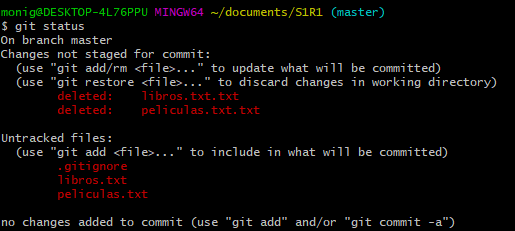 monig@DESKTOP-4L76PPU MINGW64 ~/documents/S1R1 (master)
$ git status
On branch master
Changes not staged for commit:
  (use "git add/rm <file>..." to update what will be committed)
  (use "git restore <file>..." to discard changes in working directory)
        deleted:    libros.txt.txt
        deleted:    peliculas.txt.txt

Untracked files:
  (use "git add <file>..." to include in what will be committed)
        .gitignore
        libros.txt
        peliculas.txt

no changes added to commit (use "git add" and/or "git commit -a")